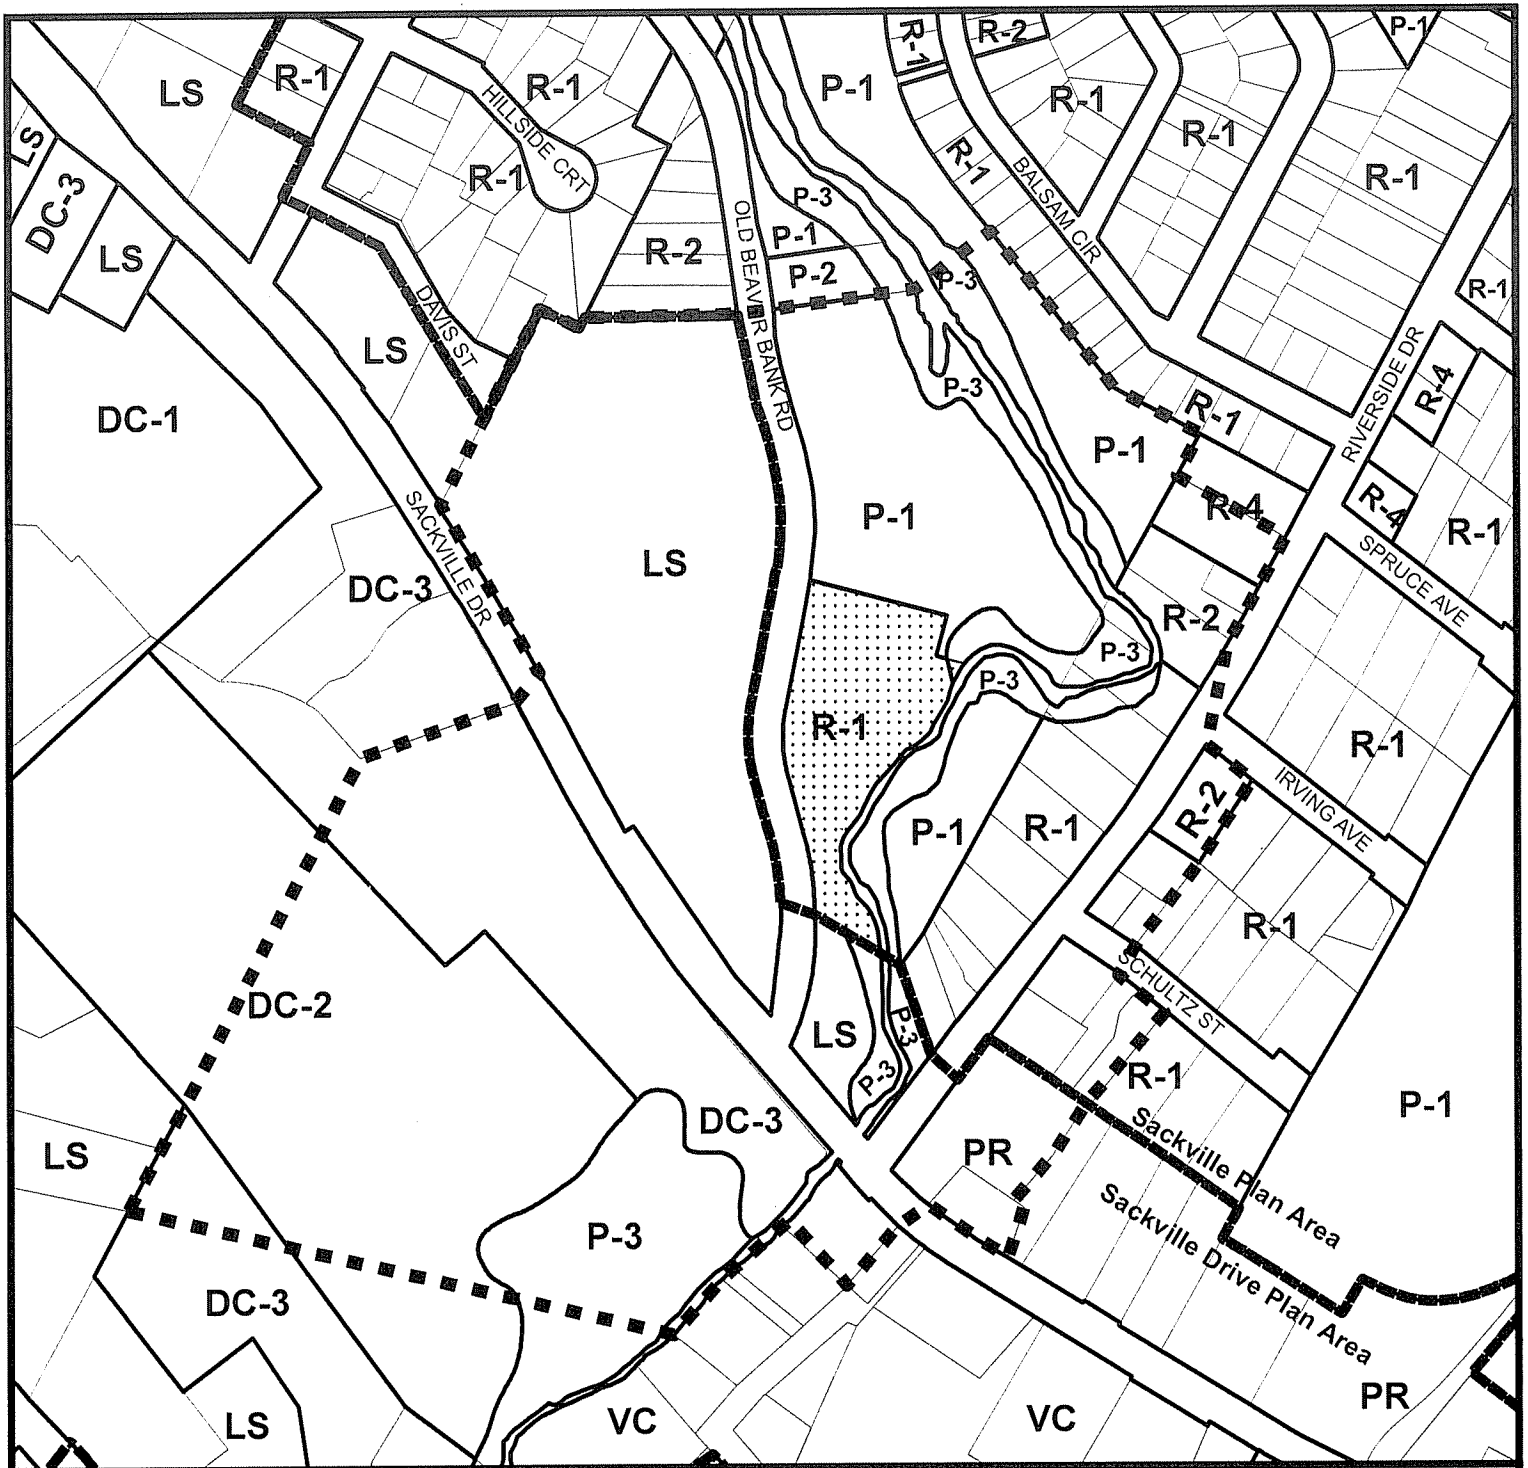 R-1
R-2
P-1
LS
R-1
R-1
P-1
R-1
R-1
HILLSIDE CRT
LS
R-1
R-1
R-1
BALSAM CIR
DC-3
P-3
OLD BEAVER BANK RD
P-1
R-2
LS
P-2
P-3
R-1
DAVIS ST
LS
RIVERSIDE DR
P-3
R-4
DC-1
R-1
P-1
R-4
R-4
P-1
SACKVILLE DR
R-1
SPRUCE AVE
LS
DC-3
R-2
P-3
P-3
R-1
R-1
IRVING AVE
R-2
P-1
R-1
R-1
SCHULTZ ST
DC-2
LS
P-3
P-3
R-1
P-1
DC-3
Sackville Plan Area
LS
PR
Sackville Drive Plan Area
P-3
DC-3
PR
LS
VC
VC